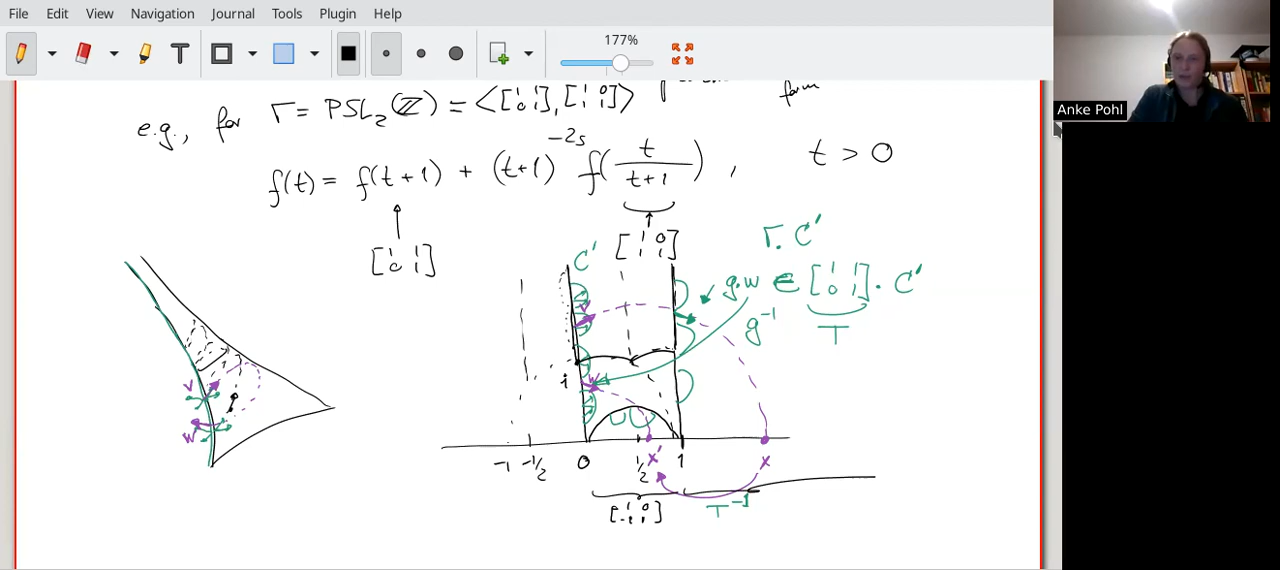 File Edit View Navigation Journal Tools Plugin Help
177%
Anke Pohl
e.g., for Γ = PSL₂(ℤ) = ⟨[1 1; 0 1], [1 0; 1 1]⟩ form
f(t) = f(t+1) + (t+1)^{-2s} f(t/(t+1)) , t > 0
[1 1; 0 1] [1 0; 1 1]
C' Γ. C'
g.w ∈ [1 1; 0 1] . C'
g⁻¹ T
v
i
w
v
w
-1 -1/2 0 1/2 x' 1 x
[1 0; -1 1] T⁻¹